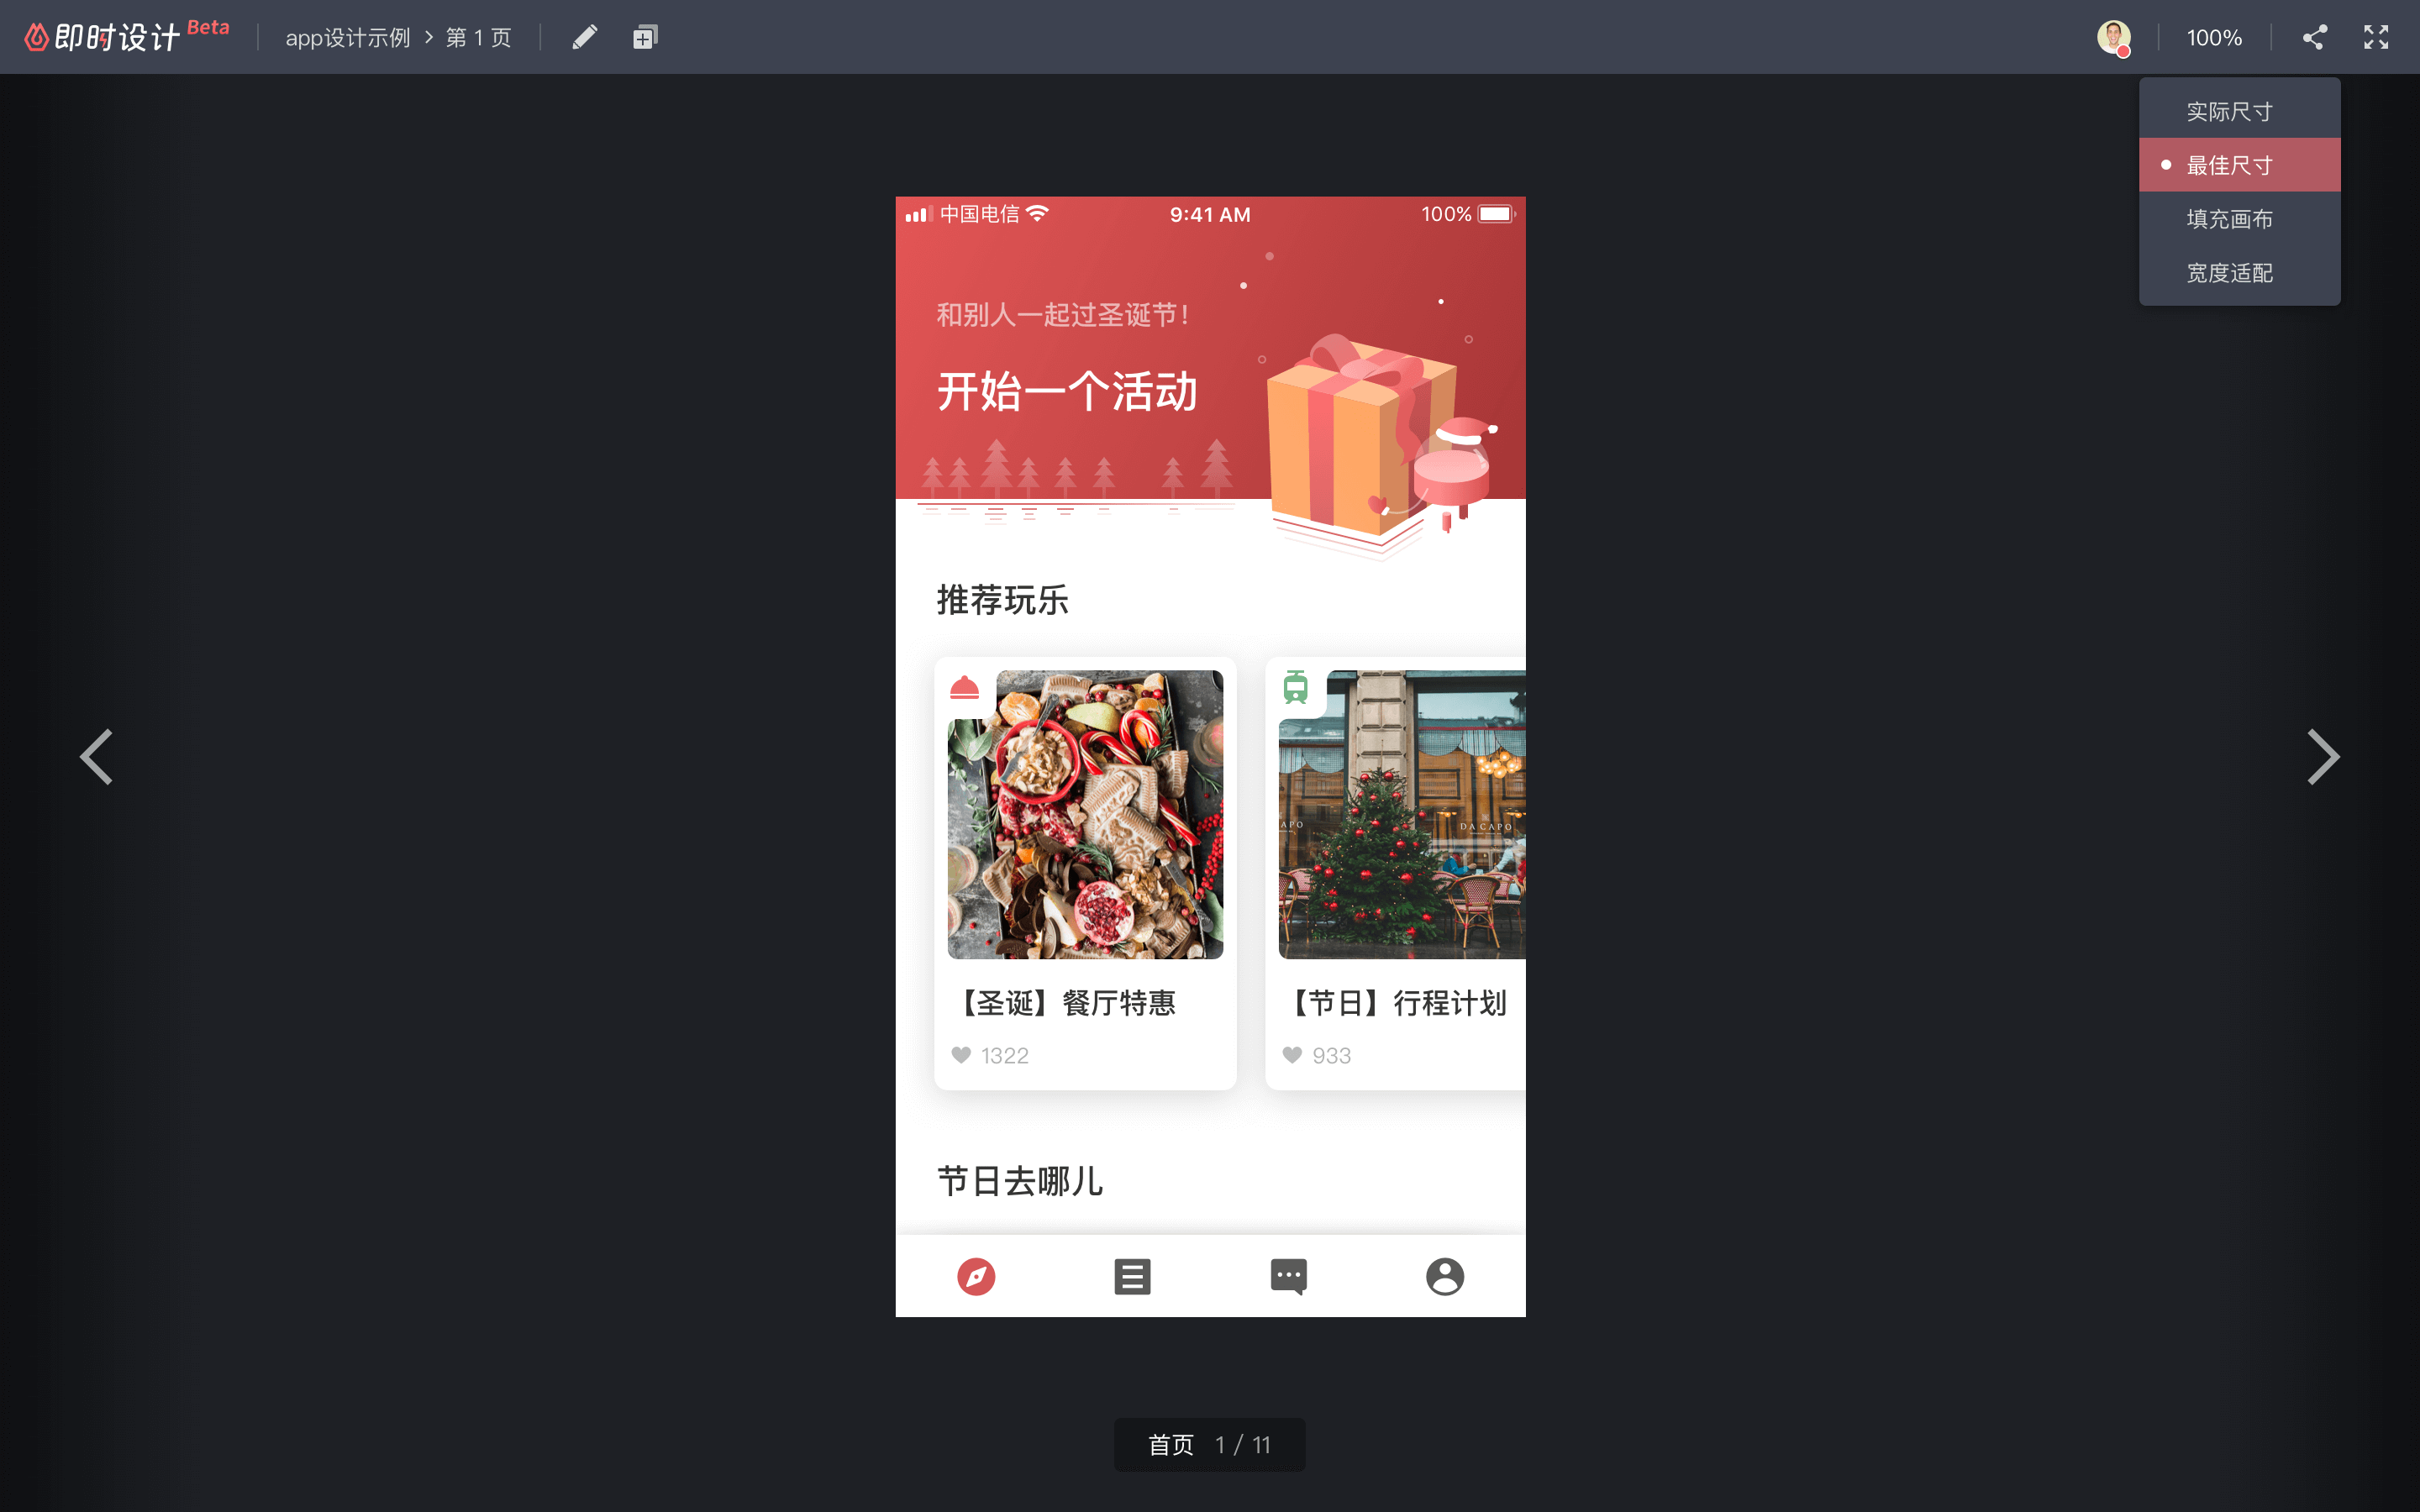 即时设计 Beta
app设计示例 > 第 1 页
100%
实际尺寸
最佳尺寸
填充画布
宽度适配
中国电信
9:41 AM
100%
和别人一起过圣诞节！
开始一个活动
推荐玩乐
APO
DA CAPO
【圣诞】餐厅特惠
【节日】行程计划
1322
933
节日去哪儿
首页 1 / 11